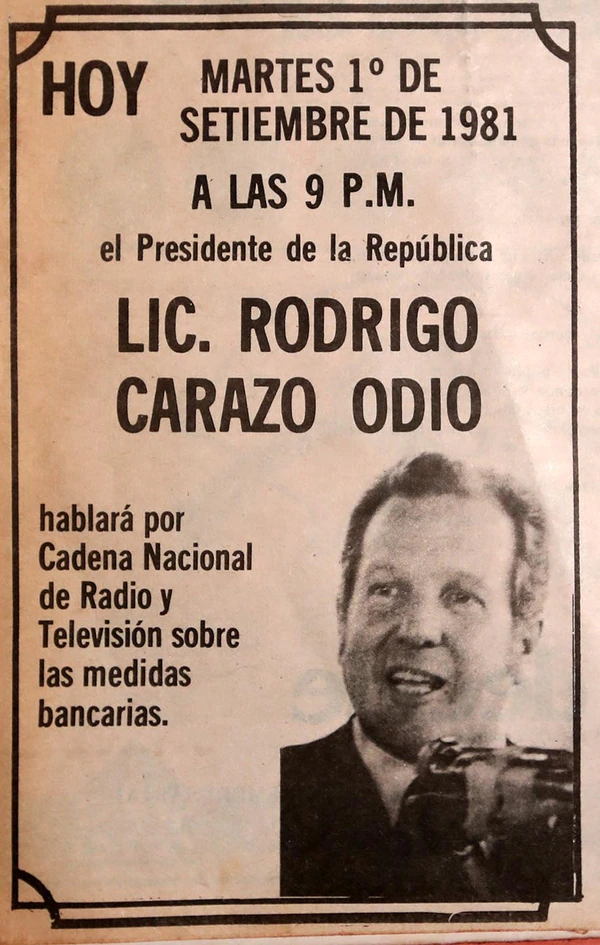 HOY MARTES 1º DE
SETIEMBRE DE 1981
A LAS 9 P.M.
el Presidente de la República
LIC. RODRIGO
CARAZO ODIO
hablará por
Cadena Nacional
de Radio y
Televisión sobre
las medidas
bancarias.